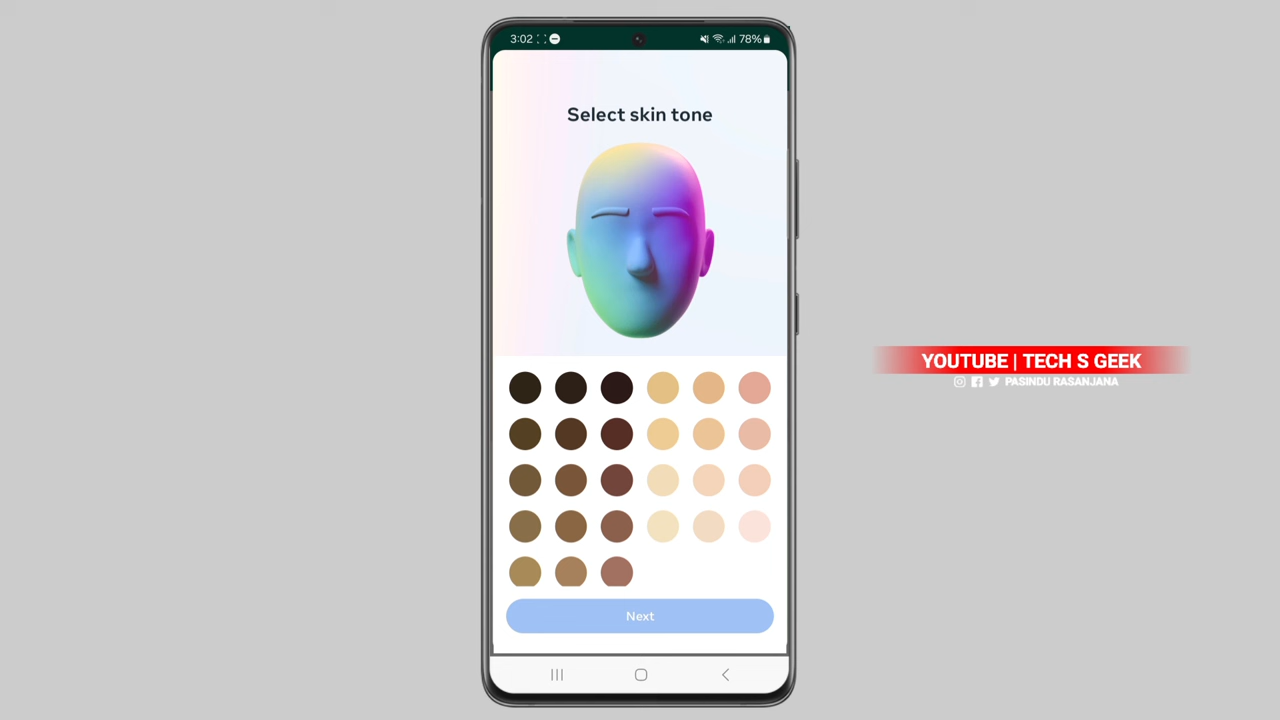 3:02
78%
Select skin tone
Next
YOUTUBE | TECH S GEEK
PASINDU RASANJANA